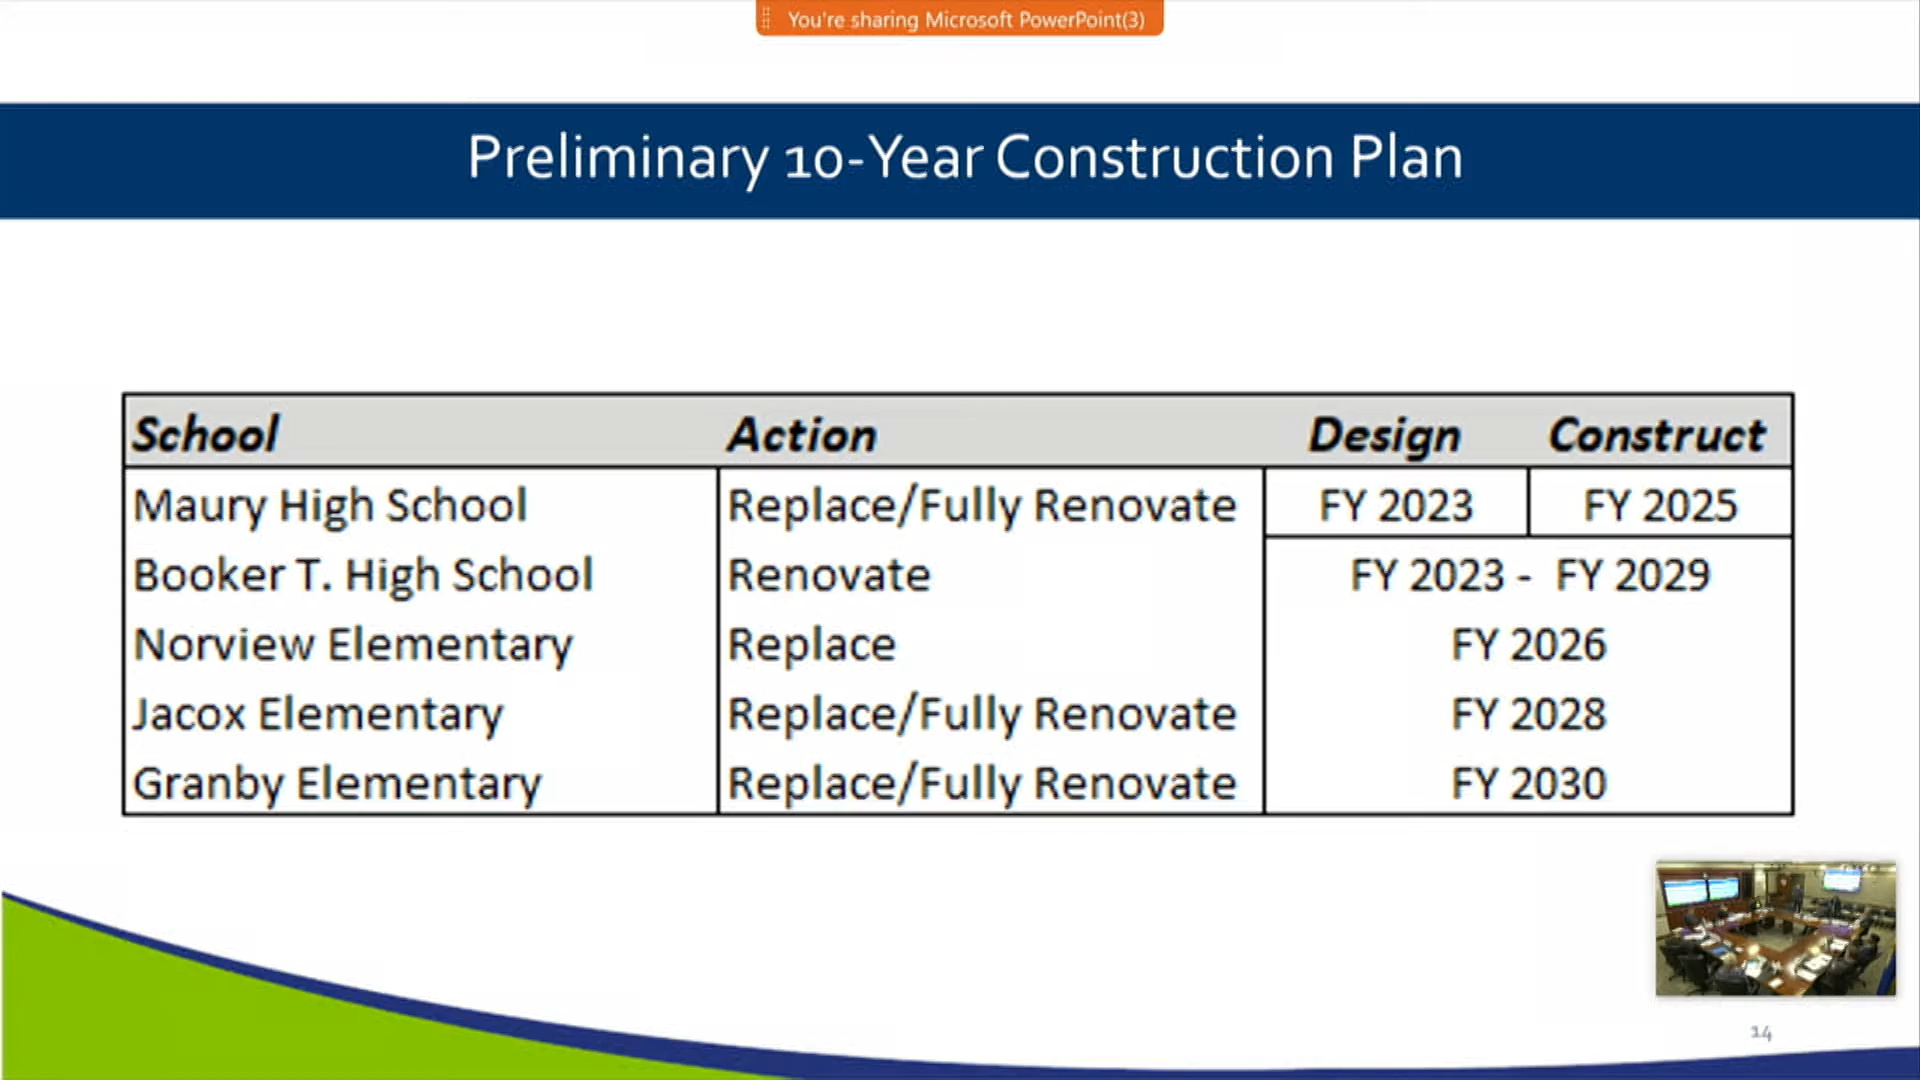 You're sharing Microsoft PowerPoint(3)
Preliminary 10-Year Construction Plan
School Action Design Construct
Maury High School Replace/Fully Renovate FY 2023 FY 2025
Booker T. High School Renovate FY 2023 - FY 2029
Norview Elementary Replace FY 2026
Jacox Elementary Replace/Fully Renovate FY 2028
Granby Elementary Replace/Fully Renovate FY 2030
14